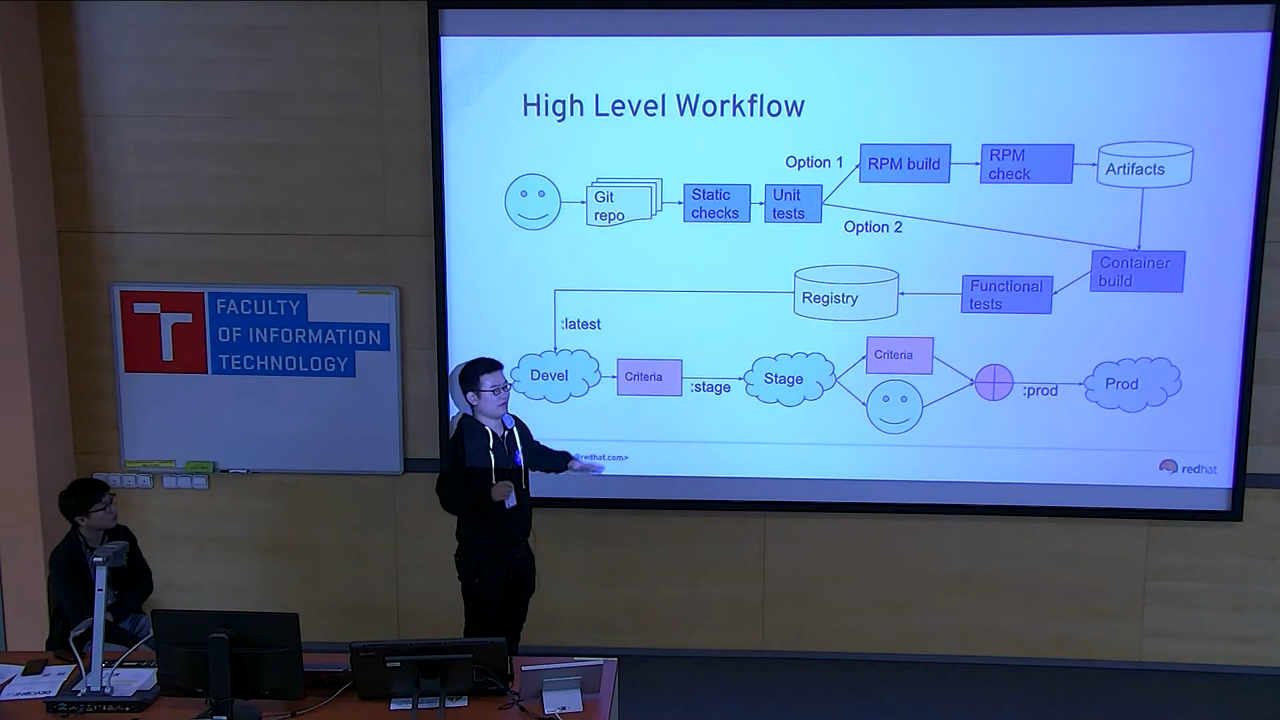 High Level Workflow
Option 1
RPM build
RPM
check
Artifacts
Git
repo
Static
checks
Unit
tests
Option 2
Container
build
Functional
tests
Registry
:latest
Devel
Criteria
:stage
Stage
Criteria
:prod
Prod
@redhat.com>
redhat
FACULTY
OF INFORMATION
TECHNOLOGY